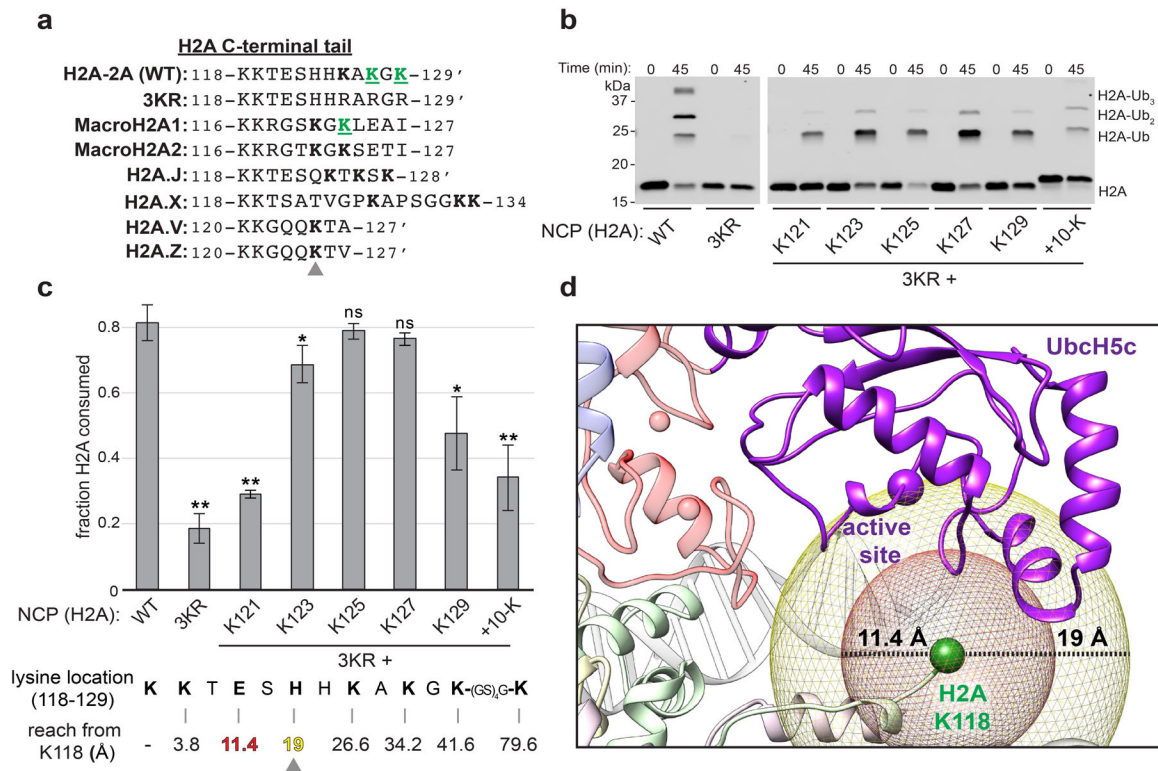 a
H2A C-terminal tail
H2A-2A (WT): 118-KKTESHHKAKGK-129'
3KR: 118-KKTESHHRARGR-129'
MacroH2A1: 116-KKRGSKGKLEAI-127
MacroH2A2: 116-KKRGTKGKSETI-127
H2A.J: 118-KKTESQKTKSK-128'
H2A.X: 118-KKTSATVGPKAPSGGKK-134
H2A.V: 120-KKGQQKTA-127'
H2A.Z: 120-KKGQQKTV-127'
b
Time (min): 0 45 0 45 0 45 0 45 0 45 0 45 0 45 0 45
kDa
37
25
20
15
H2A-Ub3
H2A-Ub2
H2A-Ub
H2A
NCP (H2A): WT 3KR K121 K123 K125 K127 K129 +10-K
3KR +
c
fraction H2A consumed
0.8
0.6
0.4
0.2
0
** ** * ns ns * **
NCP (H2A): WT 3KR K121 K123 K125 K127 K129 +10-K
3KR +
lysine location (118-129) K K T E S H H K A K G K-(GS)4G-K
reach from K118 (Å) - 3.8 11.4 19 26.6 34.2 41.6 79.6
d
UbcH5c
active site
11.4 Å 19 Å
H2A
K118